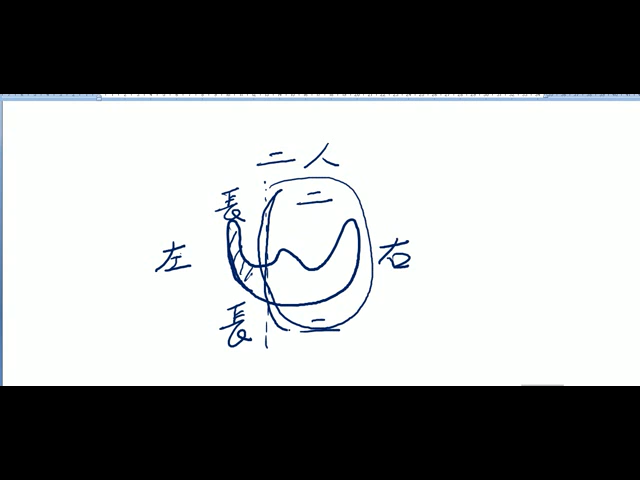 二人
長 二
左 右
長 二